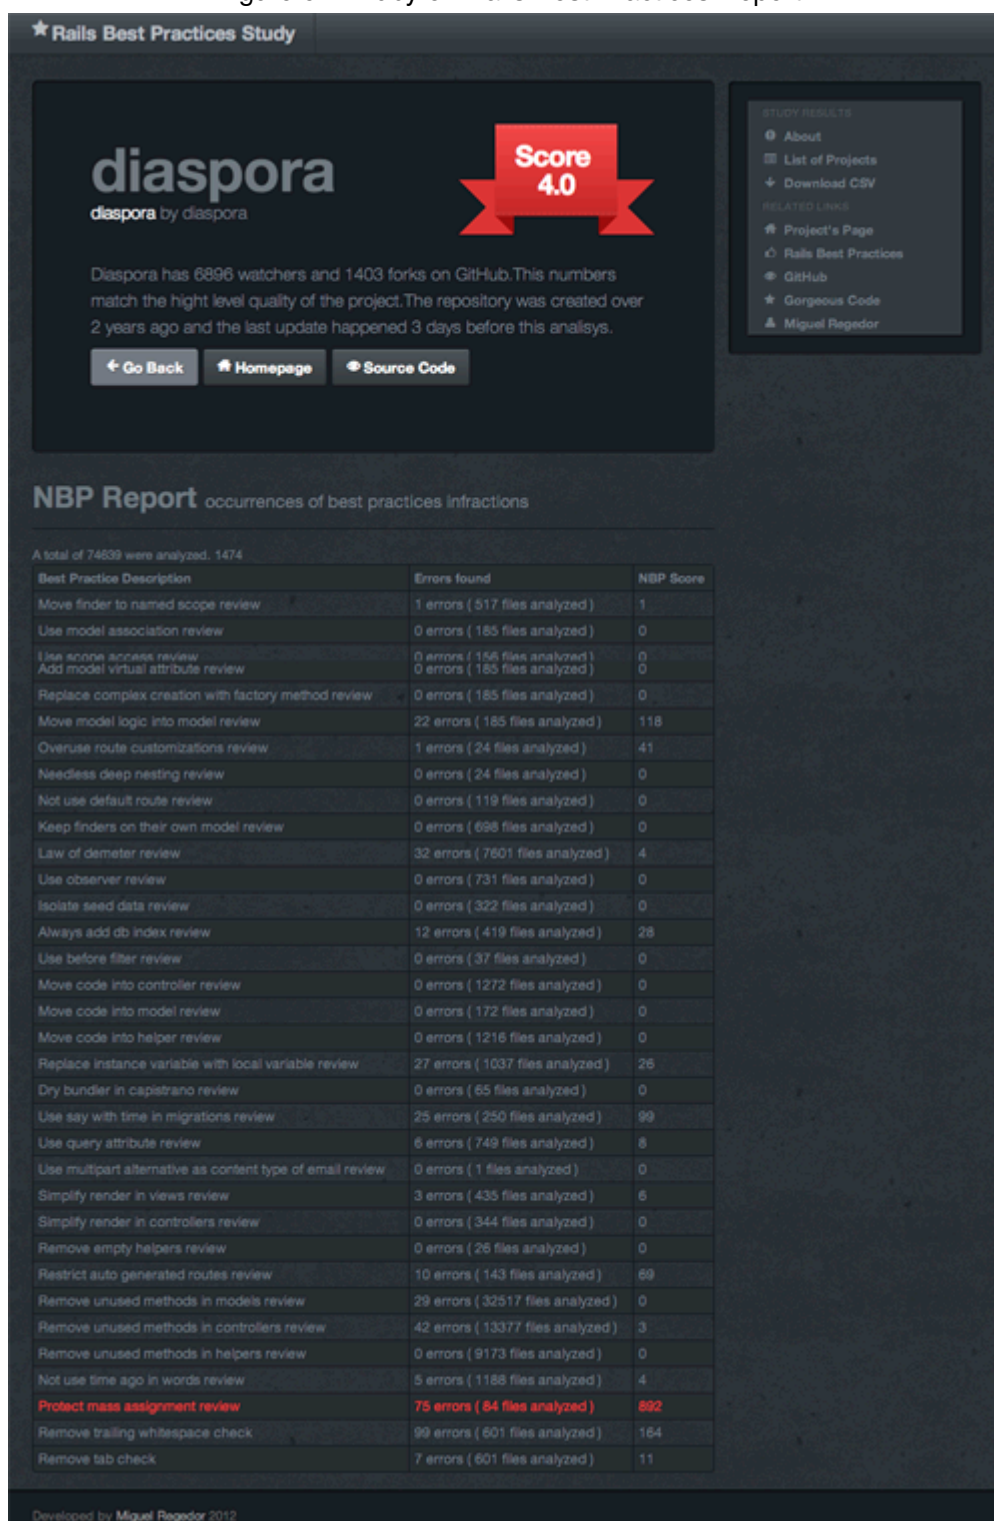 Rails Best Practices Study
diaspora
diaspora by diaspora
Score
4.0
Diaspora has 6896 watchers and 1403 forks on GitHub.This numbers
match the hight level quality of the project.The repository was created over
2 years ago and the last update happened 3 days before this analisys.
Go Back Homepage Source Code
STUDY RESULTS
About
List of Projects
Download CSV
RELATED LINKS
Project's Page
Rails Best Practices
GitHub
Gorgeous Code
Miguel Regedor
NBP Report occurrences of best practices infractions
A total of 74639 were analyzed. 1474
Best Practice Description Errors found NBP Score
Move finder to named scope review 1 errors ( 517 files analyzed ) 1
Use model association review 0 errors ( 185 files analyzed ) 0
Use scope access review 0 errors ( 156 files analyzed ) 0
Add model virtual attribute review 0 errors ( 185 files analyzed ) 0
Replace complex creation with factory method review 0 errors ( 185 files analyzed ) 0
Move model logic into model review 22 errors ( 185 files analyzed ) 118
Overuse route customizations review 1 errors ( 24 files analyzed ) 41
Needless deep nesting review 0 errors ( 24 files analyzed ) 0
Not use default route review 0 errors ( 119 files analyzed ) 0
Keep finders on their own model review 0 errors ( 698 files analyzed ) 0
Law of demeter review 32 errors ( 7601 files analyzed ) 4
Use observer review 0 errors ( 731 files analyzed ) 0
Isolate seed data review 0 errors ( 322 files analyzed ) 0
Always add db index review 12 errors ( 419 files analyzed ) 28
Use before filter review 0 errors ( 37 files analyzed ) 0
Move code into controller review 0 errors ( 1272 files analyzed ) 0
Move code into model review 0 errors ( 172 files analyzed ) 0
Move code into helper review 0 errors ( 1216 files analyzed ) 0
Replace instance variable with local variable review 27 errors ( 1037 files analyzed ) 26
Dry bundler in capistrano review 0 errors ( 65 files analyzed ) 0
Use say with time in migrations review 25 errors ( 250 files analyzed ) 99
Use query attribute review 6 errors ( 749 files analyzed ) 8
Use multipart alternative as content type of email review 0 errors ( 1 files analyzed ) 0
Simplify render in views review 3 errors ( 435 files analyzed ) 6
Simplify render in controllers review 0 errors ( 344 files analyzed ) 0
Remove empty helpers review 0 errors ( 26 files analyzed ) 0
Restrict auto generated routes review 10 errors ( 143 files analyzed ) 69
Remove unused methods in models review 29 errors ( 32517 files analyzed ) 0
Remove unused methods in controllers review 42 errors ( 13377 files analyzed ) 3
Remove unused methods in helpers review 0 errors ( 9173 files analyzed ) 0
Not use time ago in words review 5 errors ( 1188 files analyzed ) 4
Protect mass assignment review 75 errors ( 84 files analyzed ) 892
Remove trailing whitespace check 99 errors ( 601 files analyzed ) 164
Remove tab check 7 errors ( 601 files analyzed ) 11
Developed by Miguel Regedor 2012